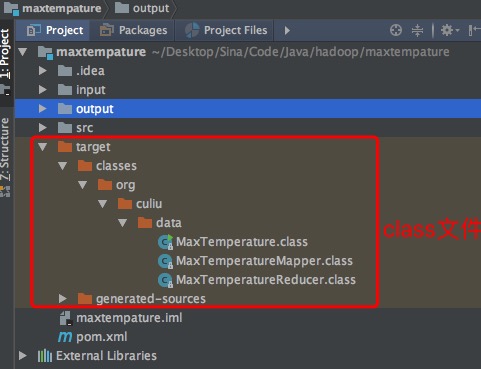 maxtempature output
Project Packages Project Files
1: Project
Z: Structure
maxtempature ~/Desktop/Sina/Code/Java/hadoop/maxtempature
.idea
input
output
src
target
classes
org
culiu
data
MaxTemperature.class
MaxTemperatureMapper.class
MaxTemperatureReducer.class
class文件
generated-sources
maxtempature.iml
pom.xml
External Libraries